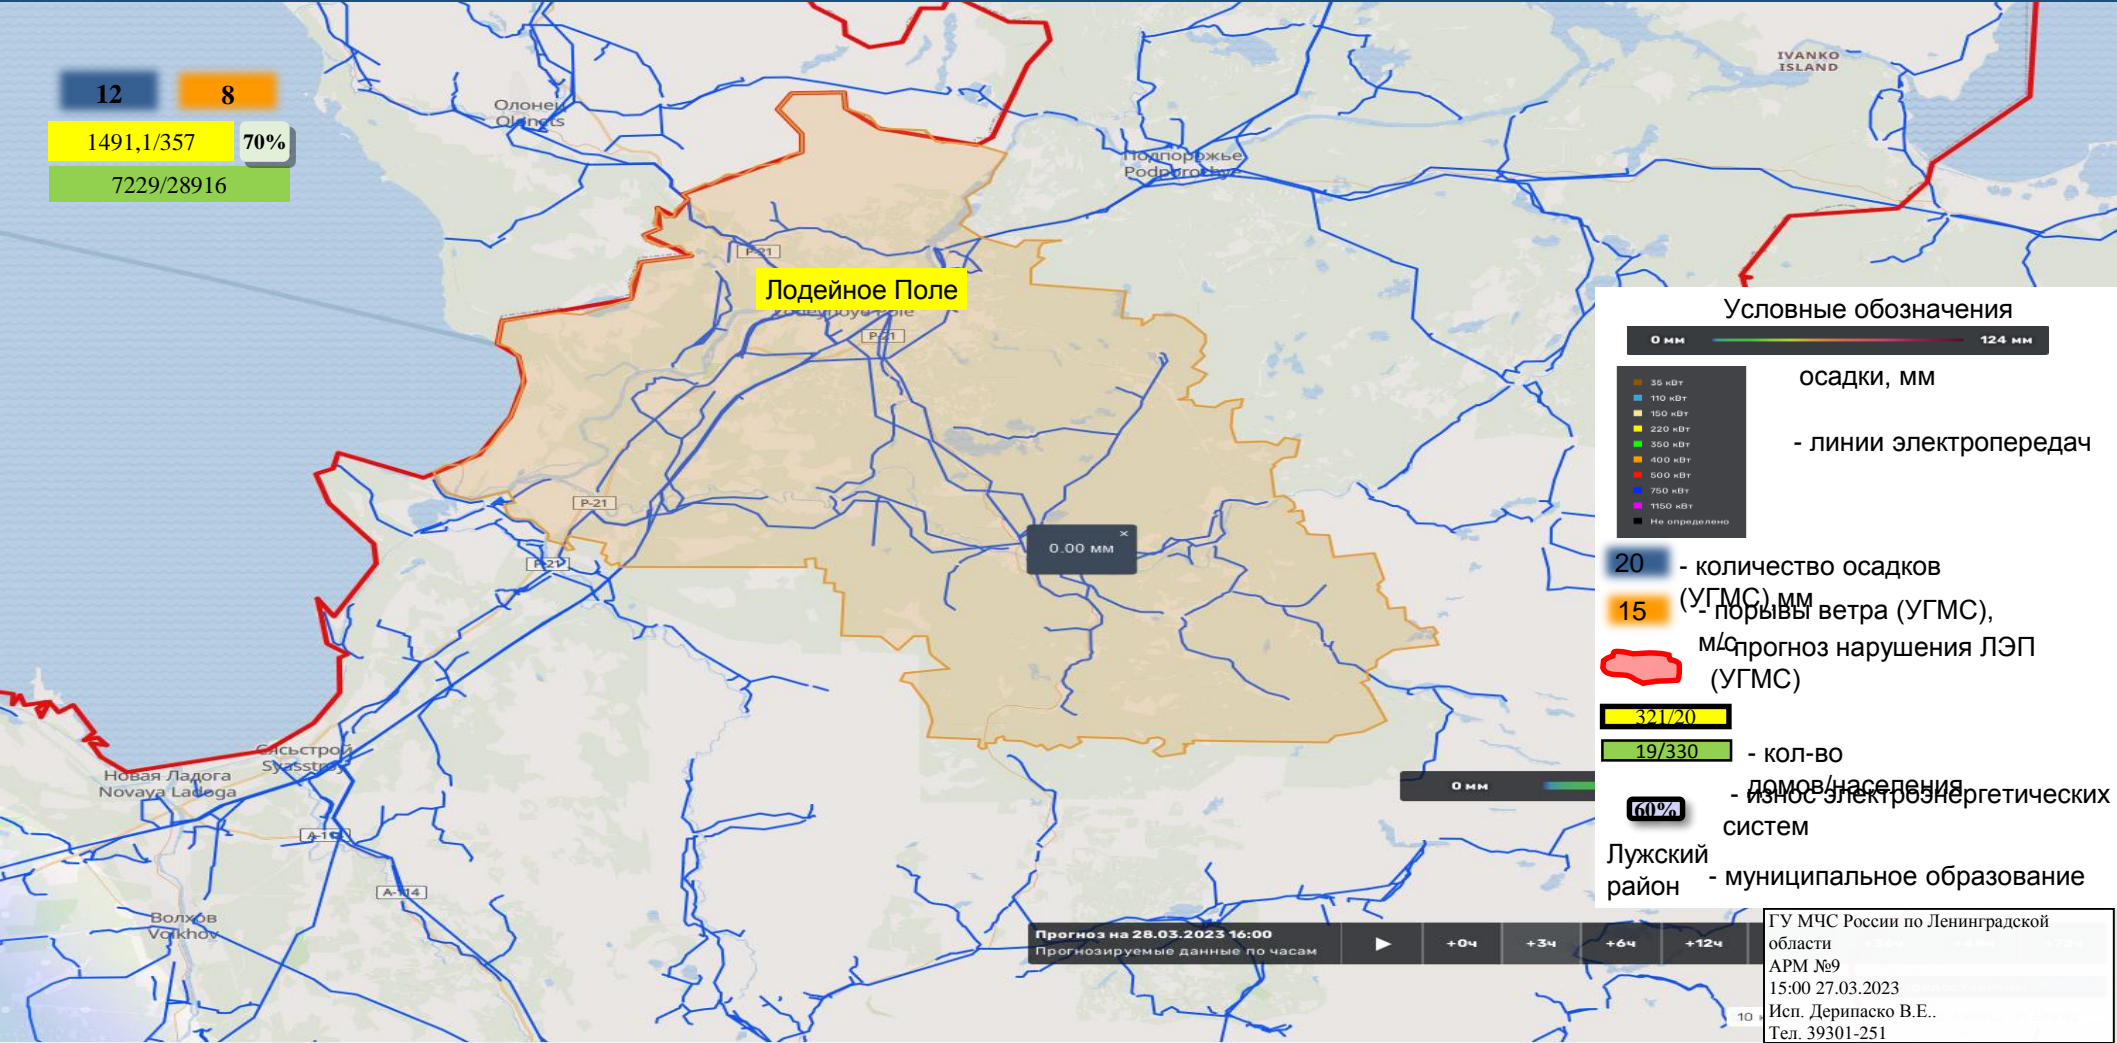 12
8
1491,1/357
70%
7229/28916
Олонец
Olonets
IVANKO
ISLAND
Подпорожье
Podporozhye
Р-21
Лодейное Поле
Lodeynoye Pole
Р-21
Р-21
Р-21
0.00 мм
×
Сясьстрой
Syasstroy
Новая Ладога
Novaya Ladoga
А-114
Волхов
Volkhov
0 мм
Прогноз на 28.03.2023 16:00
Прогнозируемые данные по часам
+0ч
+3ч
+6ч
+12ч
10
Условные обозначения
0 мм
124 мм
осадки, мм
35 кВт
110 кВт
150 кВт
220 кВт
350 кВт
400 кВт
500 кВт
750 кВт
1150 кВт
Не определено
- линии электропередач
20
- количество осадков
(УГМС),мм
15
- порывы ветра (УГМС),
м/с
- прогноз нарушения ЛЭП
(УГМС)
321/20
19/330
- кол-во
домов/населения
60%
- износ электроэнергетических
систем
Лужский
район
- муниципальное образование
ГУ МЧС России по Ленинградской
области
АРМ №9
15:00 27.03.2023
Исп. Дерипаско В.Е..
Тел. 39301-251